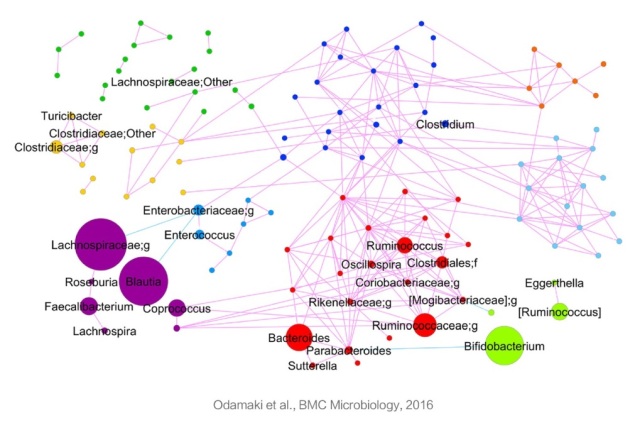 Lachnospiraceae;Other
Turicibacter
Clostridiaceae;Other
Clostridium
Clostridiaceae;g
Enterobacteriaceae;g
Enterococcus
Lachnospiraceae;g
Ruminococcus
Oscillospira
Clostridiales;f
Roseburia
Blautia
Coriobacteriaceae;g
Eggerthella
Faecalibacterium
Coprococcus
Rikenellaceae;g
[Mogibacteriaceae];g
[Ruminococcus]
Lachnospira
Ruminococcaceae;g
Bacteroides
Parabacteroides
Bifidobacterium
Sutterella
Odamaki et al., BMC Microbiology, 2016